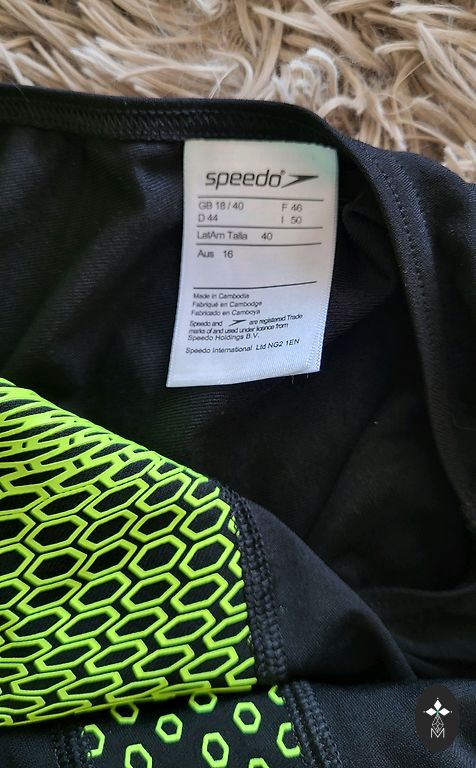 speedo®
GB 18 / 40 F 46
D 44 I 50
LatAm Talla 40
Aus 16
Made in Cambodia
Fabriqué en Cambodge
Fabricado en Camboya
Speedo and are registered Trade
marks of and used under licence from
Speedo Holdings B.V.
Speedo International Ltd NG2 1EN
M